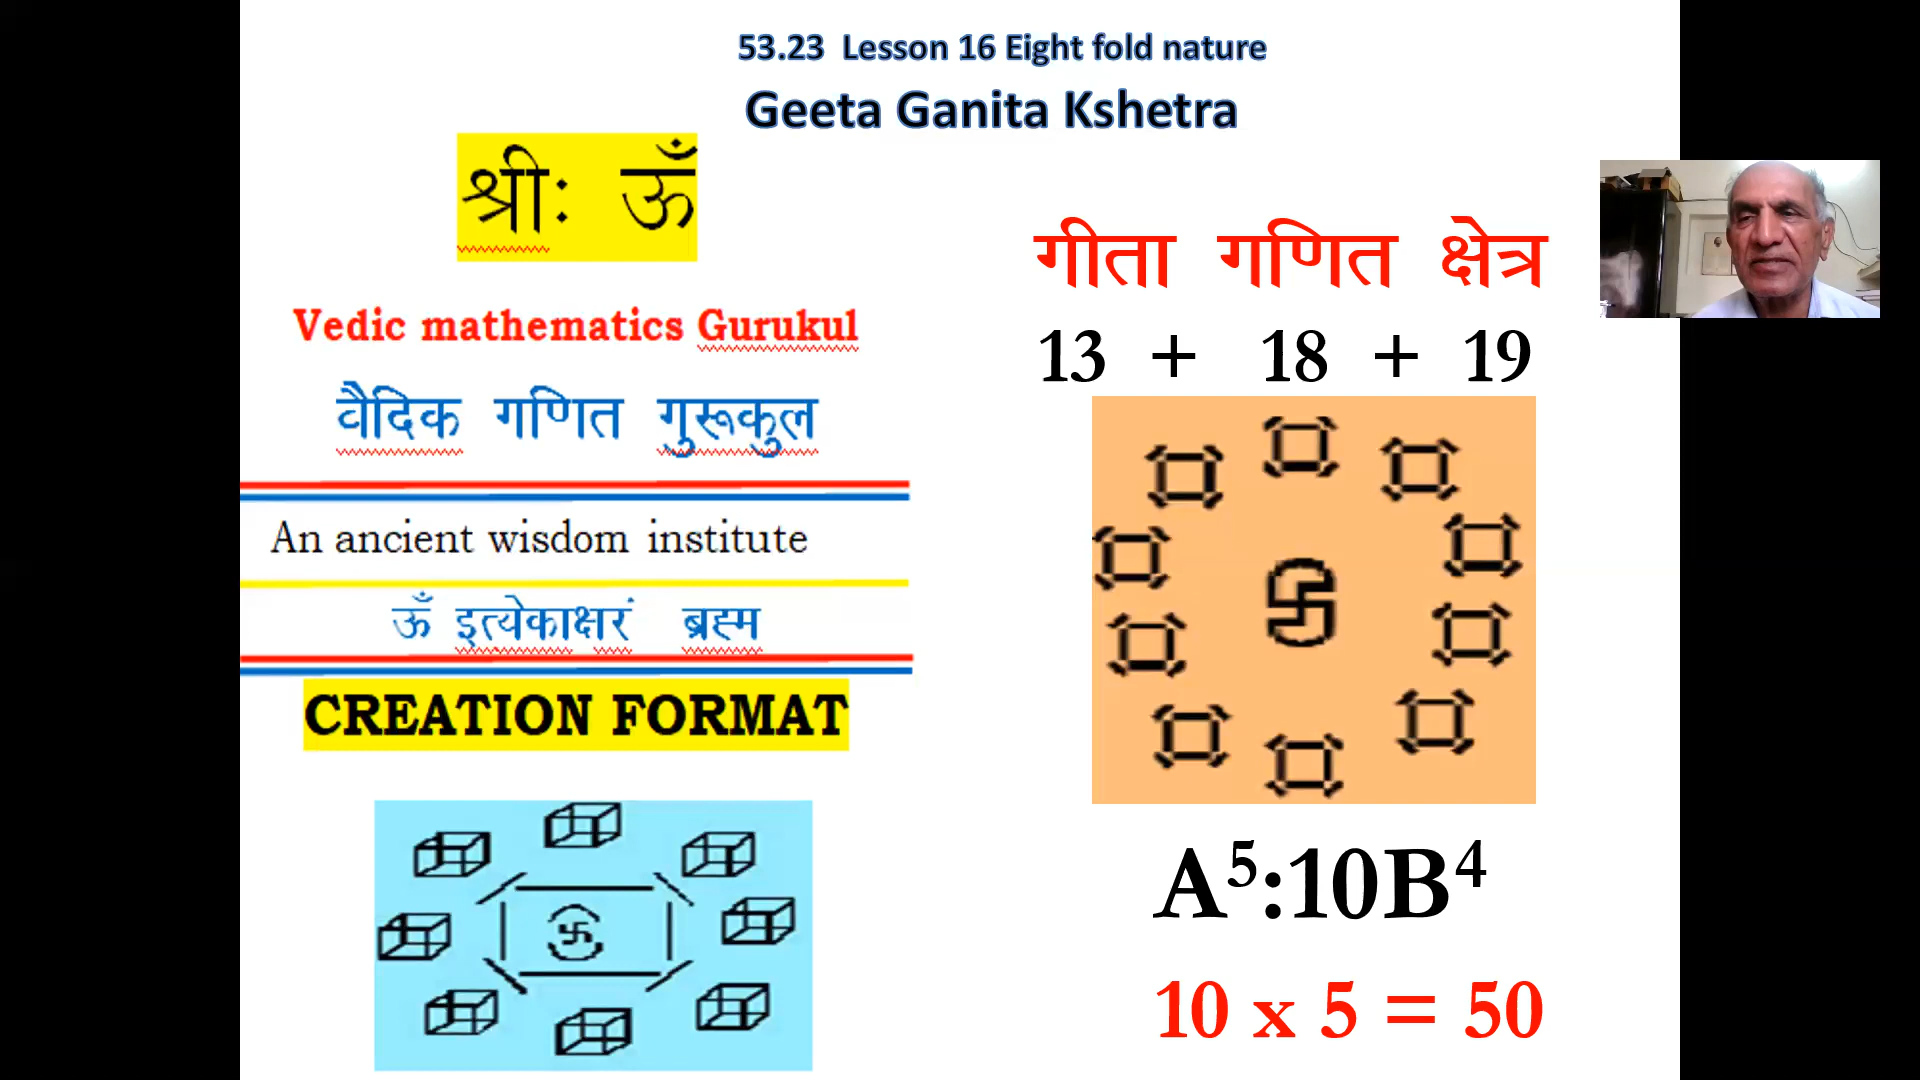 53.23 Lesson 16 Eight fold nature
Geeta Ganita Kshetra
श्रीः ऊँ
Vedic mathematics Gurukul
वैदिक गणित गुरूकुल
An ancient wisdom institute
ऊँ इत्येकाक्षरं ब्रह्म
CREATION FORMAT
गीता गणित क्षेत्र
13 + 18 + 19
A⁵:10B⁴
10 x 5 = 50